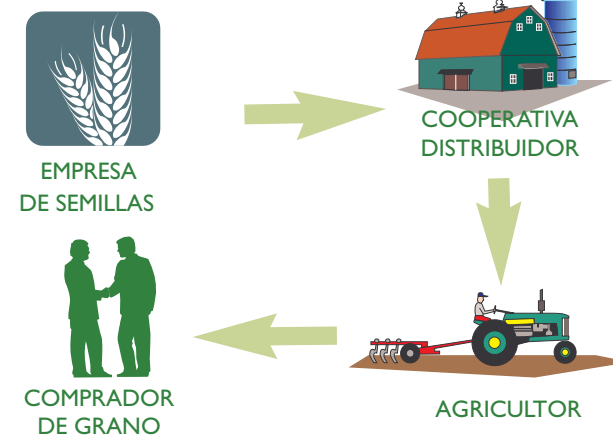 EMPRESA
DE SEMILLAS
COOPERATIVA
DISTRIBUIDOR
AGRICULTOR
COMPRADOR
DE GRANO